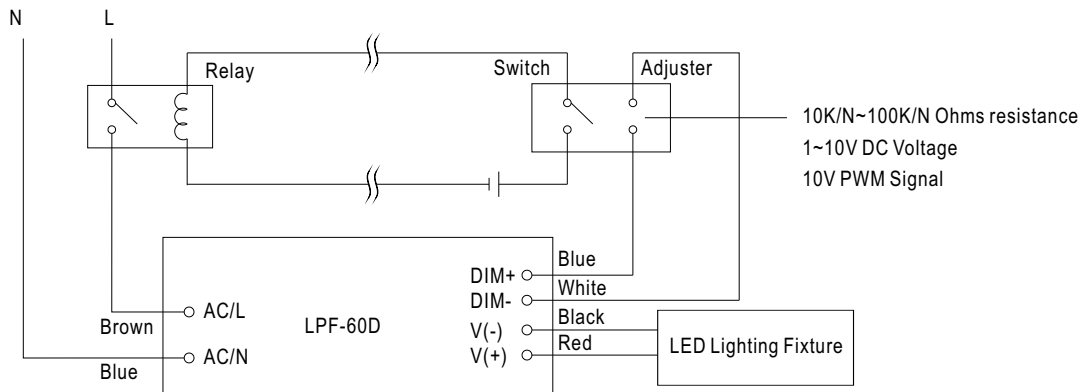 N
L
Relay
Switch
Adjuster
10K/N~100K/N Ohms resistance
1~10V DC Voltage
10V PWM Signal
Blue
DIM+
White
DIM-
Black
V(-)
Red
V(+)
AC/L
Brown
LPF-60D
AC/N
Blue
LED Lighting Fixture